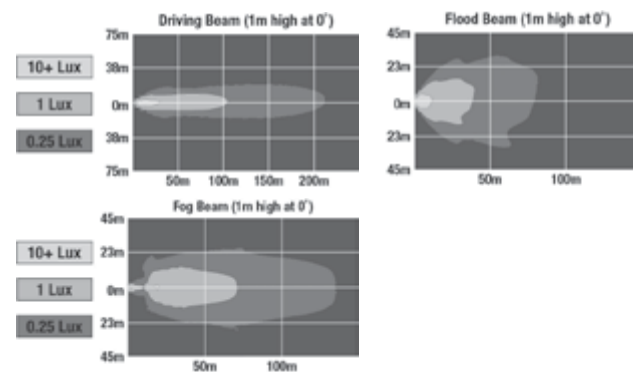 Driving Beam (1m high at 0°)
75m
38m
0m
38m
75m
50m 100m 150m 200m
10+ Lux
1 Lux
0.25 Lux
Flood Beam (1m high at 0°)
45m
23m
0m
23m
45m
50m 100m
Fog Beam (1m high at 0°)
45m
23m
0m
23m
45m
50m 100m
10+ Lux
1 Lux
0.25 Lux